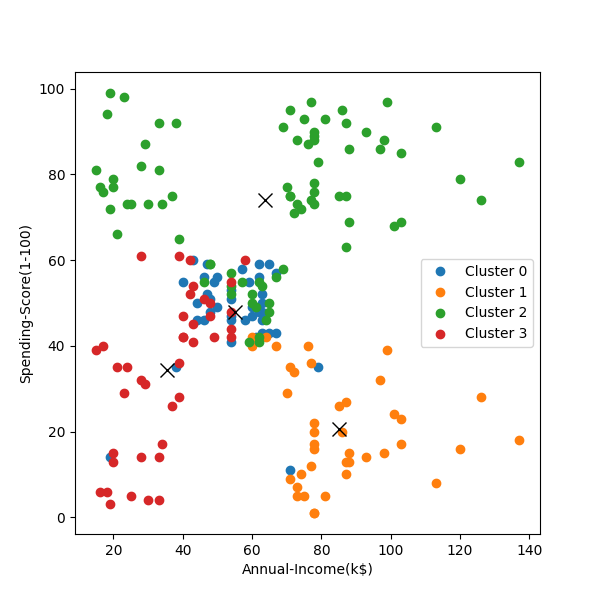 100
80
60
40
20
0
Spending-Score(1-100)
20 40 60 80 100 120 140
Annual-Income(k$)
Cluster 0
Cluster 1
Cluster 2
Cluster 3